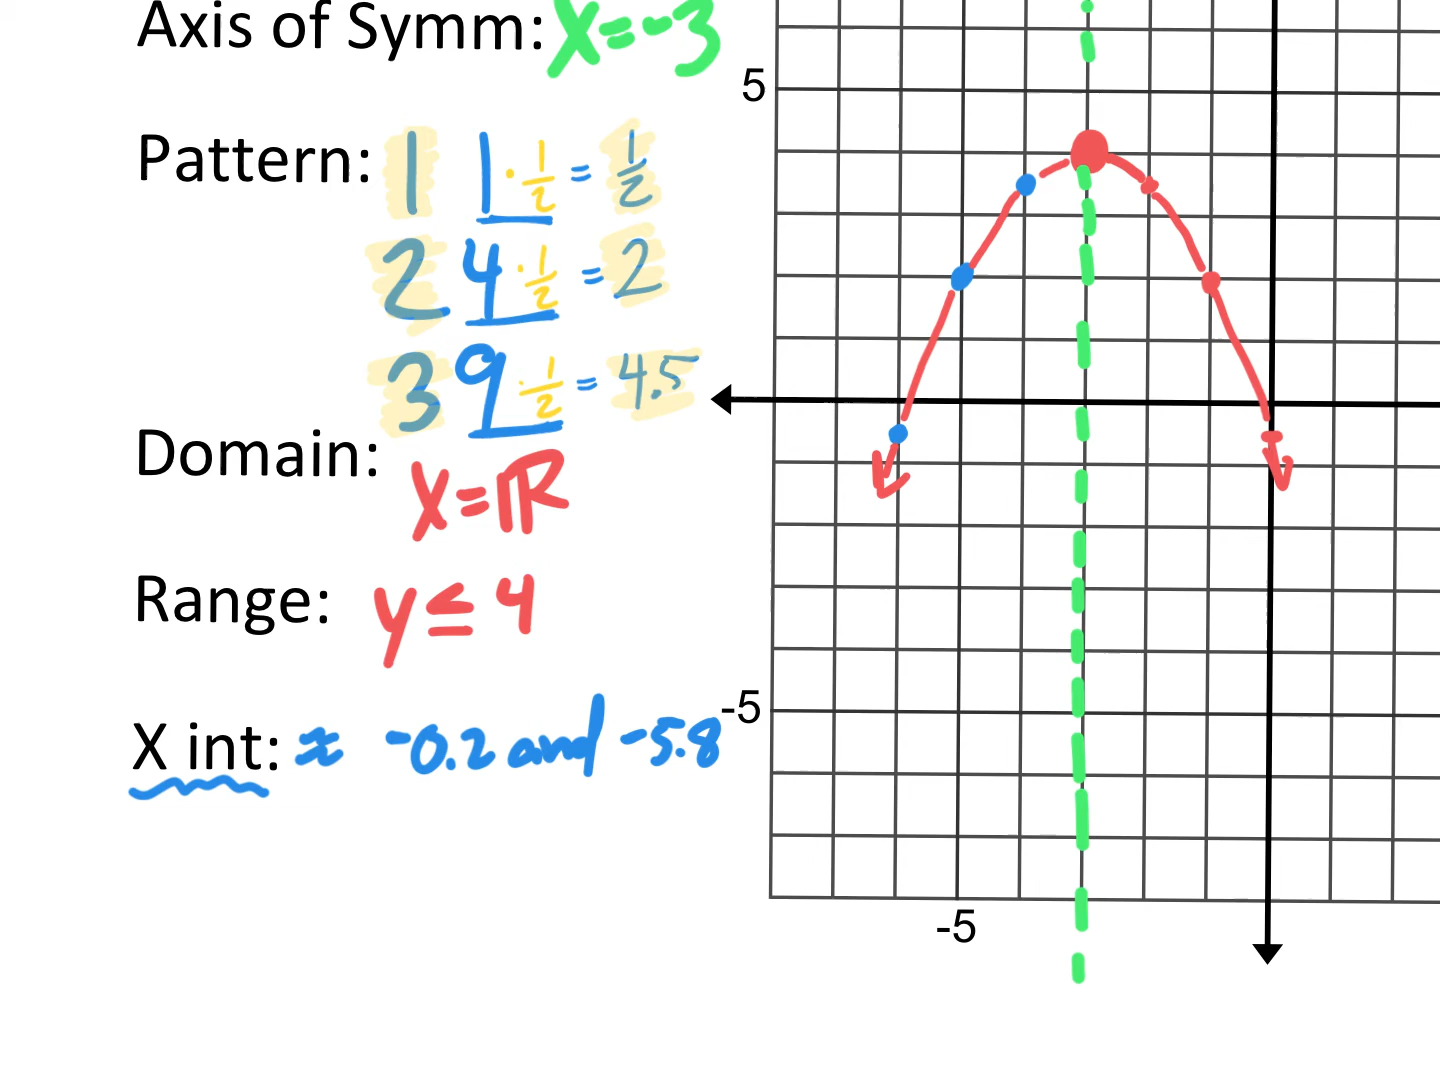 Axis of Symm: X=-3
5
Pattern: 1 1 · 1/2 = 1/2
2 4 · 1/2 = 2
3 9 · 1/2 = 4.5
Domain: X=ℝ
Range: y ≤ 4
X int: ≈ -0.2 and -5.8
-5
-5